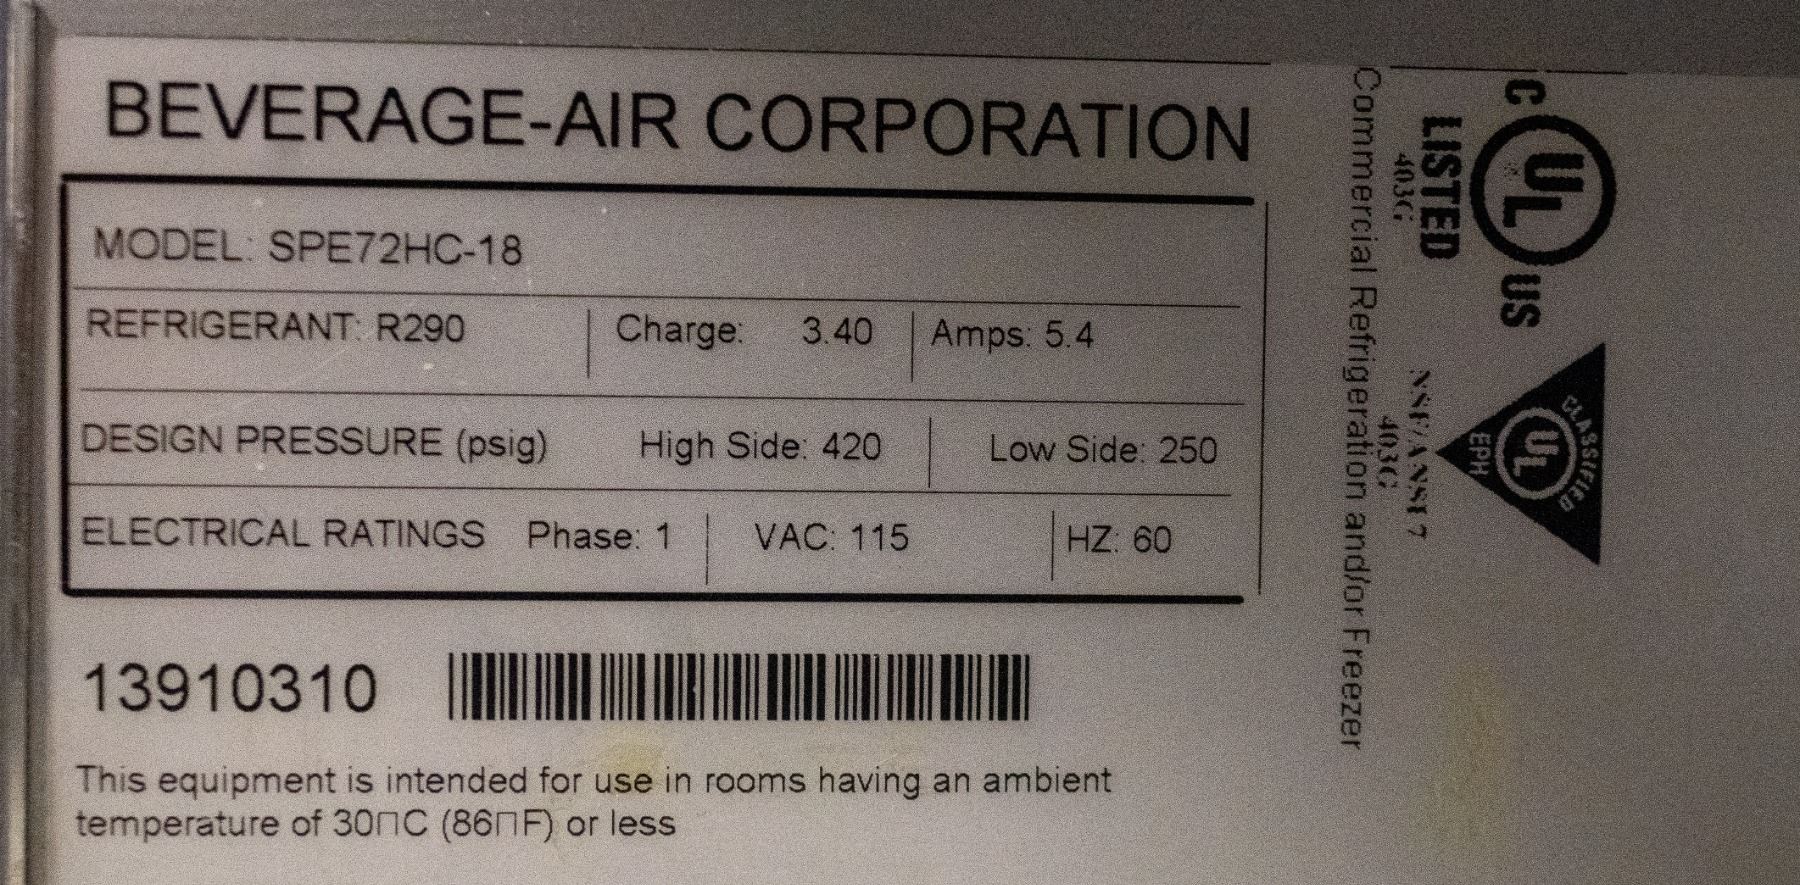 BEVERAGE-AIR CORPORATION
MODEL: SPE72HC-18
REFRIGERANT: R290 Charge: 3.40 Amps: 5.4
DESIGN PRESSURE (psig) High Side: 420 Low Side: 250
ELECTRICAL RATINGS Phase: 1 VAC: 115 HZ: 60
13910310
This equipment is intended for use in rooms having an ambient
temperature of 30□C (86□F) or less
C UL US
LISTED
403G
CLASSIFIED
UL
EPH
NSF/ANSI 7
403G
Commercial Refrigeration and/or Freezer